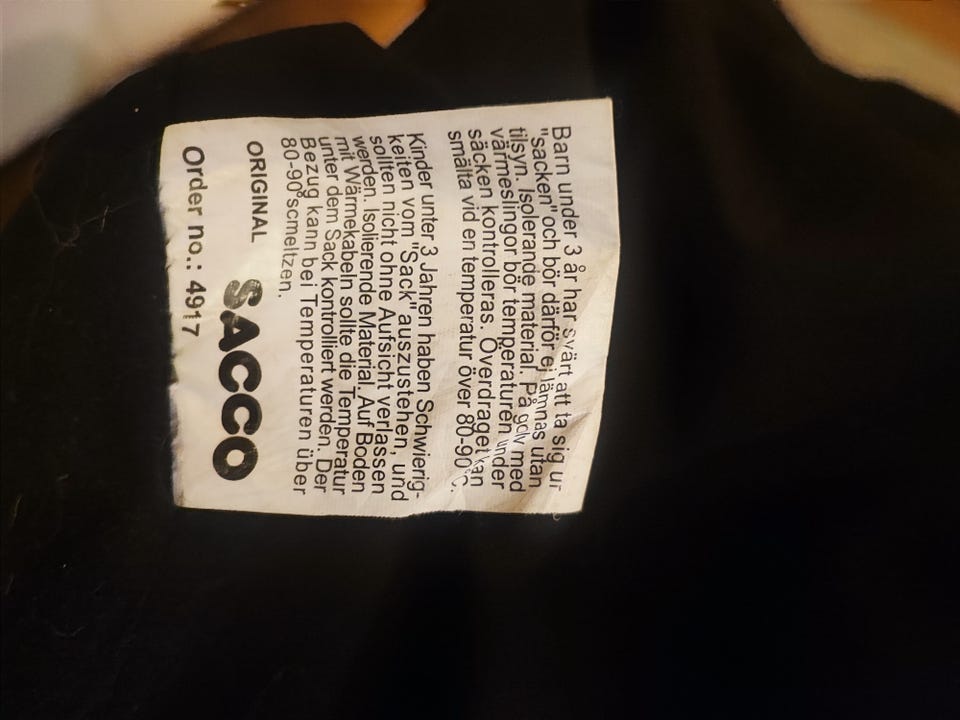 Barn under 3 år har svårt att ta sig ur
"sacken" och bör därför ej lämnas utan
tilsyn. Isolerande material. På golv med
värmeslingor bör temperaturen under
säcken kontrolleras. Överdraget kan
smälta vid en temperatur över 80-90°C.
Kinder unter 3 Jahren haben Schwierig-
keiten vom "Sack" auszustehen, und
sollten nicht ohne Aufsicht verlassen
werden. Isolierende Material. Auf Boden
mit Wärmekabeln sollte die Temperatur
unter dem Sack kontrolliert werden. Der
Bezug kann bei Temperaturen über
80-90°scmeltzen.
ORIGINAL SACCO
Order no.: 4917